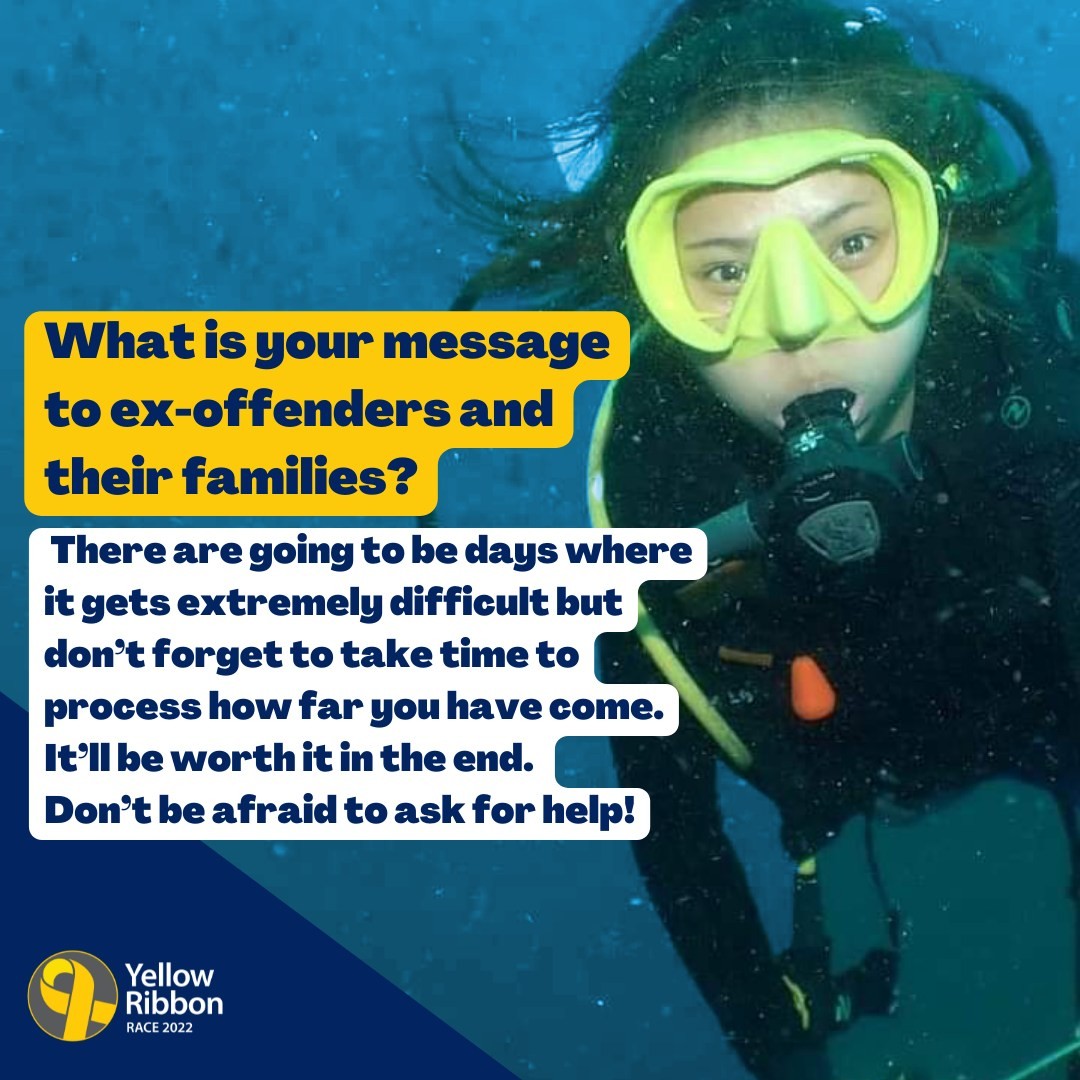 What is your message
to ex-offenders and
their families?
There are going to be days where
it gets extremely difficult but
don't forget to take time to
process how far you have come.
It'll be worth it in the end.
Don't be afraid to ask for help!
Yellow
Ribbon
RACE 2022